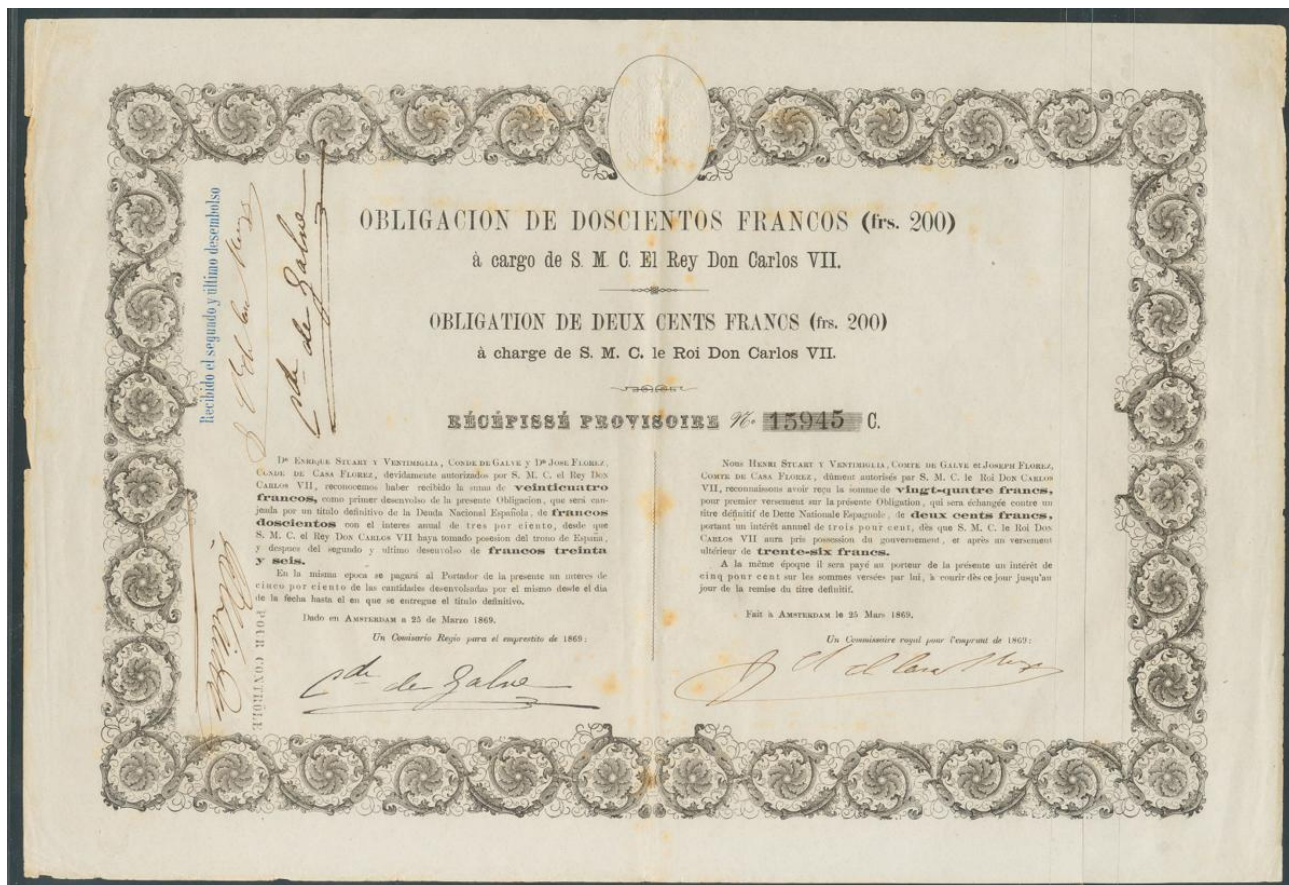 OBLIGACION DE DOSCIENTOS FRANCOS (frs. 200)
à cargo de S. M. C. El Rey Don Carlos VII.
OBLIGATION DE DEUX CENTS FRANCS (frs. 200)
à charge de S. M. C. le Roi Don Carlos VII.
RÉCÉPISSÉ PROVISOIRE No. 15945 C.
Dn Enrique Stuart y Ventimiglia, Conde de Galve y Dn Jose Florez,
Conde de Casa Florez, devidamente autorizados por S. M. C. el Rey Don
Carlos VII, reconocemos haber recibido la suma de veinticuatro
francos, como primer desenvolso de la presente Obligacion, que será can-
jeada por un titulo definitivo de la Deuda Nacional Española, de francos
doscientos con el interes anual de tres por ciento, desde que
S. M. C. el Rey Don Carlos VII haya tomado posesion del trono de España,
y despues del segundo y ultimo desenvolso de francos treinta
y seis.
En la misma epoca se pagará al Portador de la presente un interes de
cinco por ciento de las cantidades desenvolsadas por el mismo desde el dia
de la fecha hasta el en que se entregue el titulo definitivo.
Dado en Amsterdam a 25 de Marzo 1869.
Un Comisario Regio para el emprestito de 1869:
Cde de Galve
Nous Henri Stuart y Ventimiglia, Comte de Galve et Joseph Florez,
Comte de Casa Florez, dûment autorisés par S. M. C. le Roi Don Carlos
VII, reconnaissons avoir reçu la somme de vingt-quatre francs,
pour premier versement sur la présente Obligation, qui sera échangée contre un
titre définitif de Dette Nationale Espagnole, de deux cents francs,
portant un intérêt annuel de trois pour cent, dès que S. M. C. le Roi Don
Carlos VII aura pris possession du gouvernement, et après un versement
ultérieur de trente-six francs.
A la même époque il sera payé au porteur de la présente un intérêt de
cinq pour cent sur les sommes versées par lui, à courir dès ce jour jusqu'au
jour de la remise du titre définitif.
Fait à Amsterdam le 25 Mars 1869.
Un Commissaire royal pour l'emprunt de 1869:
Recibido el segundo y último desembolso
Cde de Galve
POUR CONTRÔLE